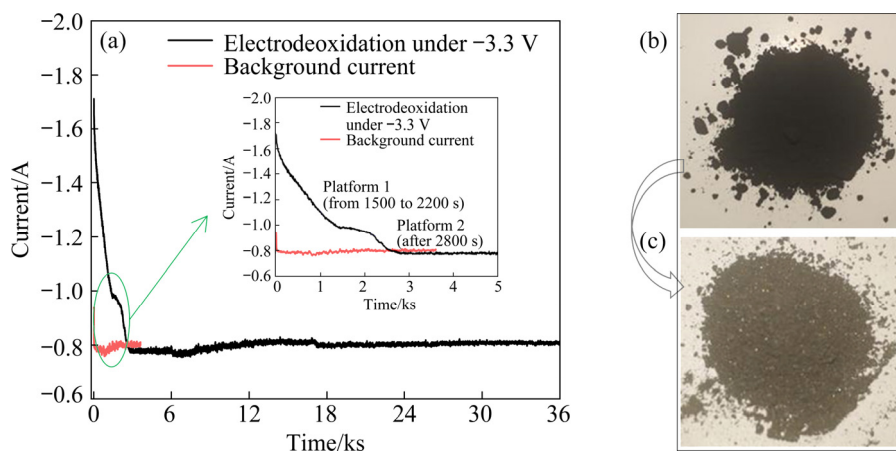 (a)
Electrodeoxidation under −3.3 V
Background current
−2.0
−1.8
−1.6
−1.4
−1.2
−1.0
−0.8
−0.6
Current/A
0
6
12
18
24
30
36
Time/ks
−2.0
−1.8
−1.6
−1.4
−1.2
−1.0
−0.8
−0.6
Current/A
Electrodeoxidation
under −3.3 V
Background current
Platform 1
(from 1500 to 2200 s)
Platform 2
(after 2800 s)
0
1
2
3
4
5
Time/ks
(b)
(c)